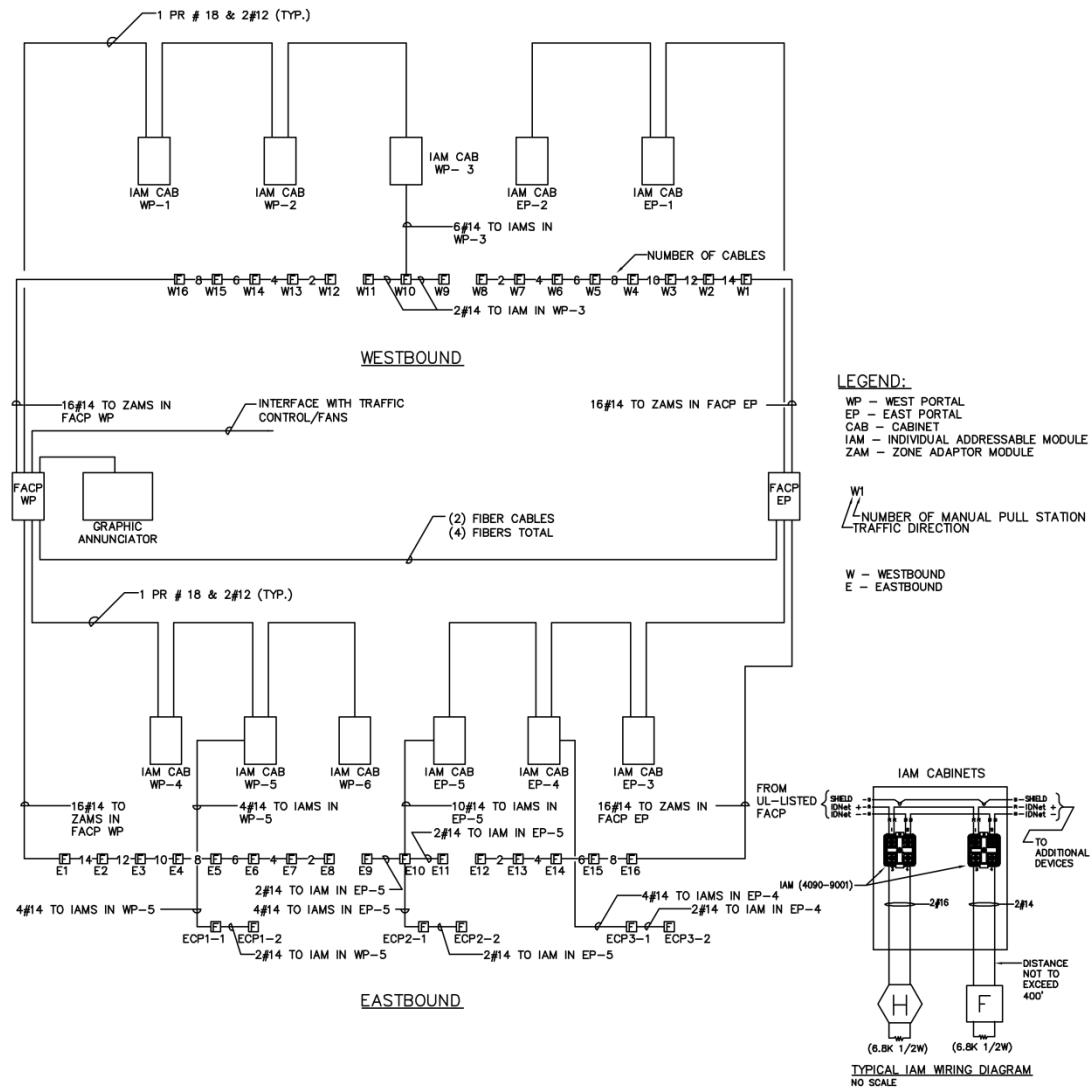 1 PR # 18 & 2#12 (TYP.)
IAM CAB
WP-1
IAM CAB
WP-2
IAM CAB
WP- 3
IAM CAB
EP-2
IAM CAB
EP-1
6#14 TO IAMS IN
WP-3
NUMBER OF CABLES
F 8 F 6 F 4 F 2 F F F F F 2 F 4 F 6 F 8 F 10 F 12 F 14 F
W16 W15 W14 W13 W12 W11 W10 W9 W8 W7 W6 W5 W4 W3 W2 W1
2#14 TO IAM IN WP-3
WESTBOUND
16#14 TO ZAMS IN
FACP WP
INTERFACE WITH TRAFFIC
CONTROL/FANS
16#14 TO ZAMS IN FACP EP
FACP
WP
GRAPHIC
ANNUNCIATOR
(2) FIBER CABLES
(4) FIBERS TOTAL
FACP
EP
LEGEND:
WP - WEST PORTAL
EP - EAST PORTAL
CAB - CABINET
IAM - INDIVIDUAL ADDRESSABLE MODULE
ZAM - ZONE ADAPTOR MODULE
W1
NUMBER OF MANUAL PULL STATION
TRAFFIC DIRECTION
W - WESTBOUND
E - EASTBOUND
1 PR # 18 & 2#12 (TYP.)
IAM CAB
WP-4
IAM CAB
WP-5
IAM CAB
WP-6
IAM CAB
EP-5
IAM CAB
EP-4
IAM CAB
EP-3
16#14 TO
ZAMS IN
FACP WP
4#14 TO IAMS IN
WP-5
10#14 TO IAMS IN
EP-5
16#14 TO ZAMS IN
FACP EP
2#14 TO IAM IN EP-5
F 14 F 12 F 10 F 8 F 6 F 4 F 2 F F F F F 2 F 4 F 6 F 8 F
E1 E2 E3 E4 E5 E6 E7 E8 E9 E10 E11 E12 E13 E14 E15 E16
2#14 TO IAM IN EP-5
4#14 TO IAMS IN WP-5
4#14 TO IAMS IN EP-5
4#14 TO IAMS IN EP-4
2#14 TO IAM IN EP-4
F F F F F F
ECP1-1 ECP1-2 ECP2-1 ECP2-2 ECP3-1 ECP3-2
2#14 TO IAM IN WP-5
2#14 TO IAM IN EP-5
EASTBOUND
IAM CABINETS
FROM
UL-LISTED
FACP
SHIELD
IDNet +
IDNet -
SHIELD
IDNet +
IDNet -
TO
ADDITIONAL
DEVICES
IAM (4090-9001)
2#16
2#14
DISTANCE
NOT TO
EXCEED
400'
H
F
(6.8K 1/2W)
(6.8K 1/2W)
TYPICAL IAM WIRING DIAGRAM
NO SCALE